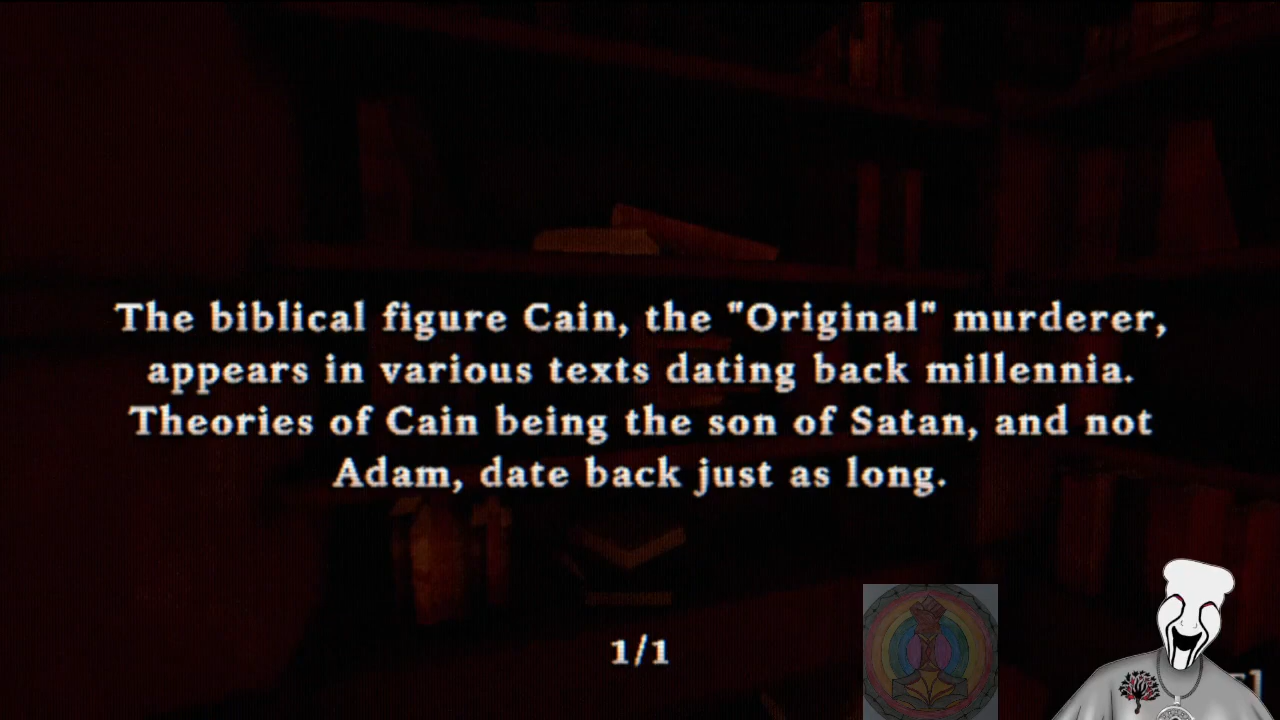 The biblical figure Cain, the "Original" murderer,
appears in various texts dating back millennia.
Theories of Cain being the son of Satan, and not
Adam, date back just as long.
1/1